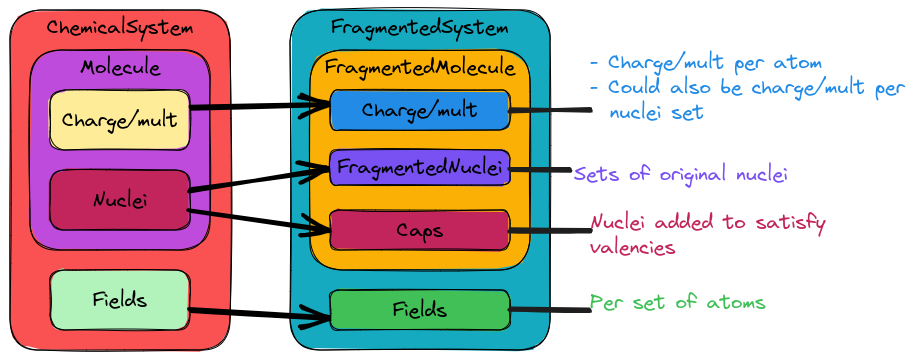 ChemicalSystem
Molecule
Charge/mult
Nuclei
Fields
FragmentedSystem
FragmentedMolecule
Charge/mult
FragmentedNuclei
Caps
Fields
- Charge/mult per atom
- Could also be charge/mult per
nuclei set
Sets of original nuclei
Nuclei added to satisfy
valencies
Per set of atoms